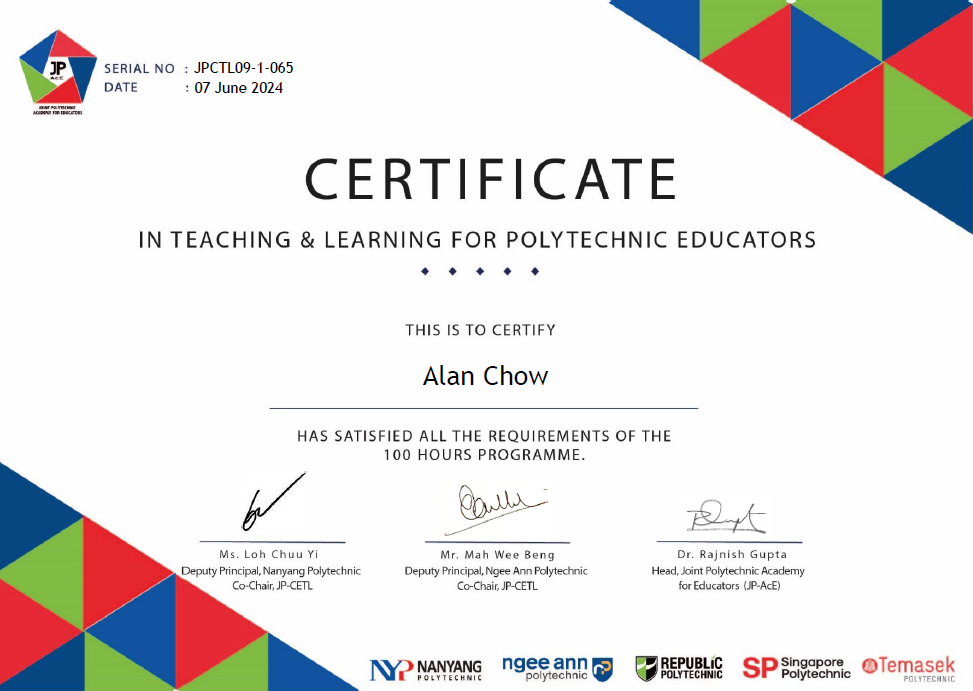 JP
AcE
JOINT POLYTECHNIC
ACADEMY FOR EDUCATORS
SERIAL NO : JPCTL09-1-065
DATE : 07 June 2024
CERTIFICATE
IN TEACHING & LEARNING FOR POLYTECHNIC EDUCATORS
THIS IS TO CERTIFY
Alan Chow
HAS SATISFIED ALL THE REQUIREMENTS OF THE
100 HOURS PROGRAMME.
Ms. Loh Chuu Yi
Deputy Principal, Nanyang Polytechnic
Co-Chair, JP-CETL
Mr. Mah Wee Beng
Deputy Principal, Ngee Ann Polytechnic
Co-Chair, JP-CETL
Dr. Rajnish Gupta
Head, Joint Polytechnic Academy
for Educators (JP-AcE)
NYP NANYANG
POLYTECHNIC
ngee ann
polytechnic
REPUBLIC
POLYTECHNIC
SP Singapore
Polytechnic
Temasek
POLYTECHNIC